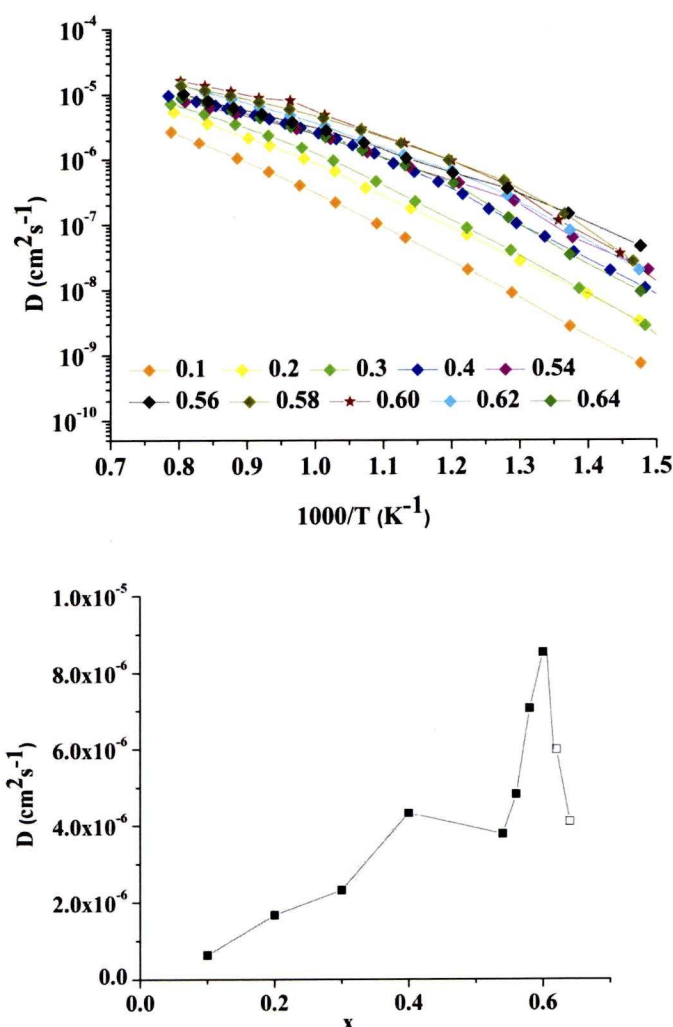 10⁻⁴
10⁻⁵
10⁻⁶
10⁻⁷
10⁻⁸
10⁻⁹
10⁻¹⁰
D (cm²s⁻¹)
0.1 0.2 0.3 0.4 0.54
0.56 0.58 0.60 0.62 0.64
0.7 0.8 0.9 1.0 1.1 1.2 1.3 1.4 1.5
1000/T (K⁻¹)
1.0x10⁻⁵
8.0x10⁻⁶
6.0x10⁻⁶
4.0x10⁻⁶
2.0x10⁻⁶
0.0
D (cm²s⁻¹)
0.0 0.2 0.4 0.6
x